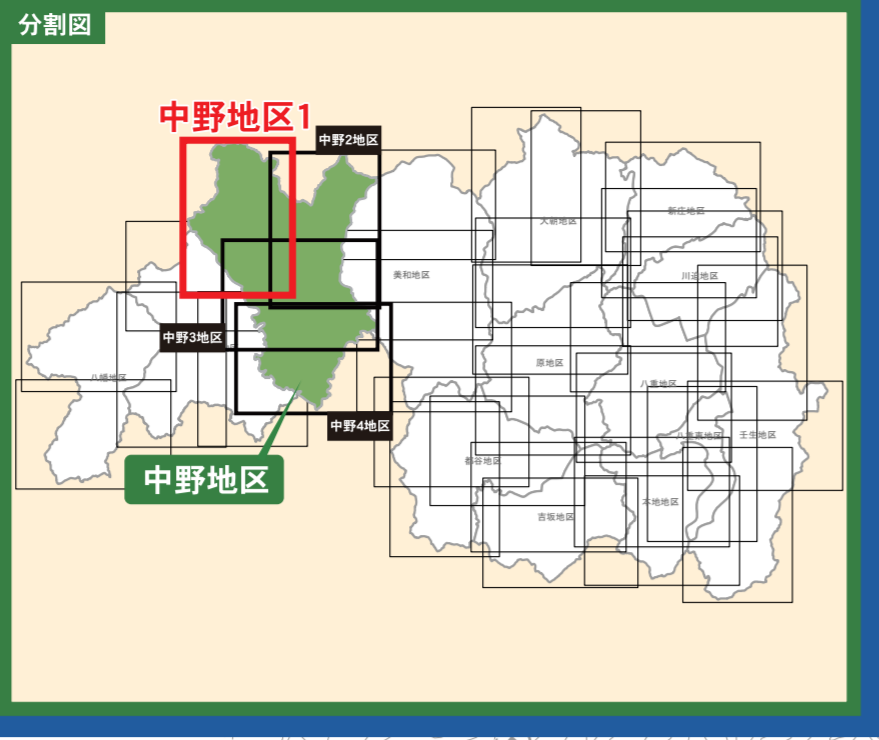 分割図
中野地区1
中野2地区
大朝地区
新庄地区
美和地区
川迫地区
中野3地区
原地区
八幡地区
八重地区
中野4地区
八重西地区
壬生地区
都谷地区
中野地区
本地地区
吉坂地区